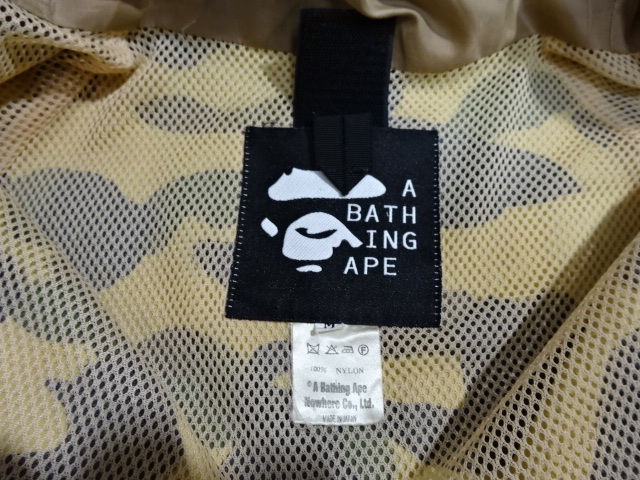 A
BATH
ING
APE
M
100% NYLON
©A Bathing Ape
Nowhere Co., Ltd.
MADE IN JAPAN